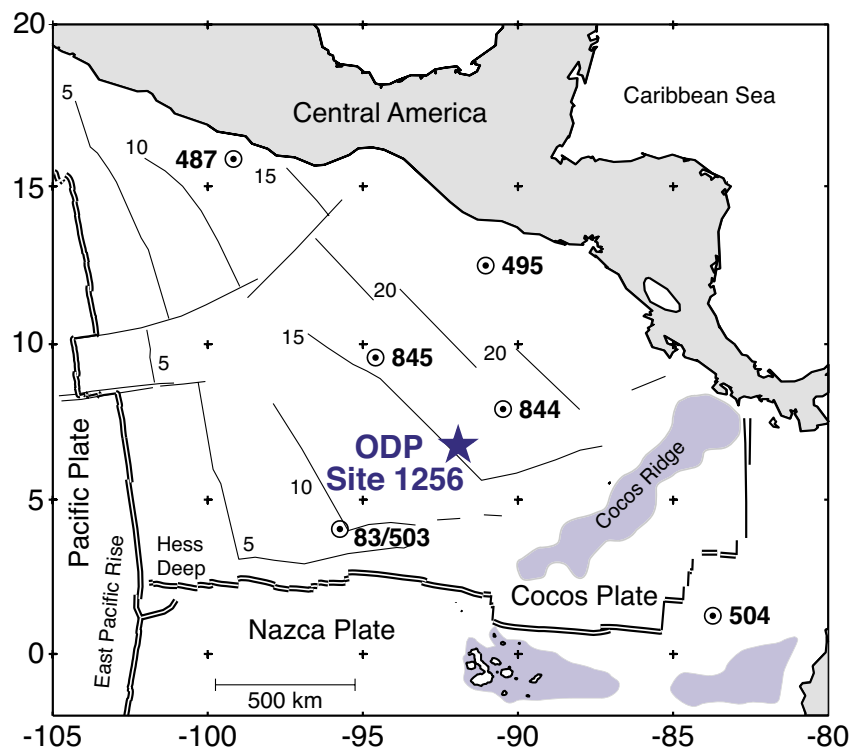 20
5
Central America
Caribbean Sea
10
487
15
15
495
20
10
15
845
20
5
844
ODP
Site 1256
Pacific Plate
Cocos Ridge
5
10
83/503
5
Hess
Deep
East Pacific Rise
Cocos Plate
504
Nazca Plate
0
500 km
-105
-100
-95
-90
-85
-80